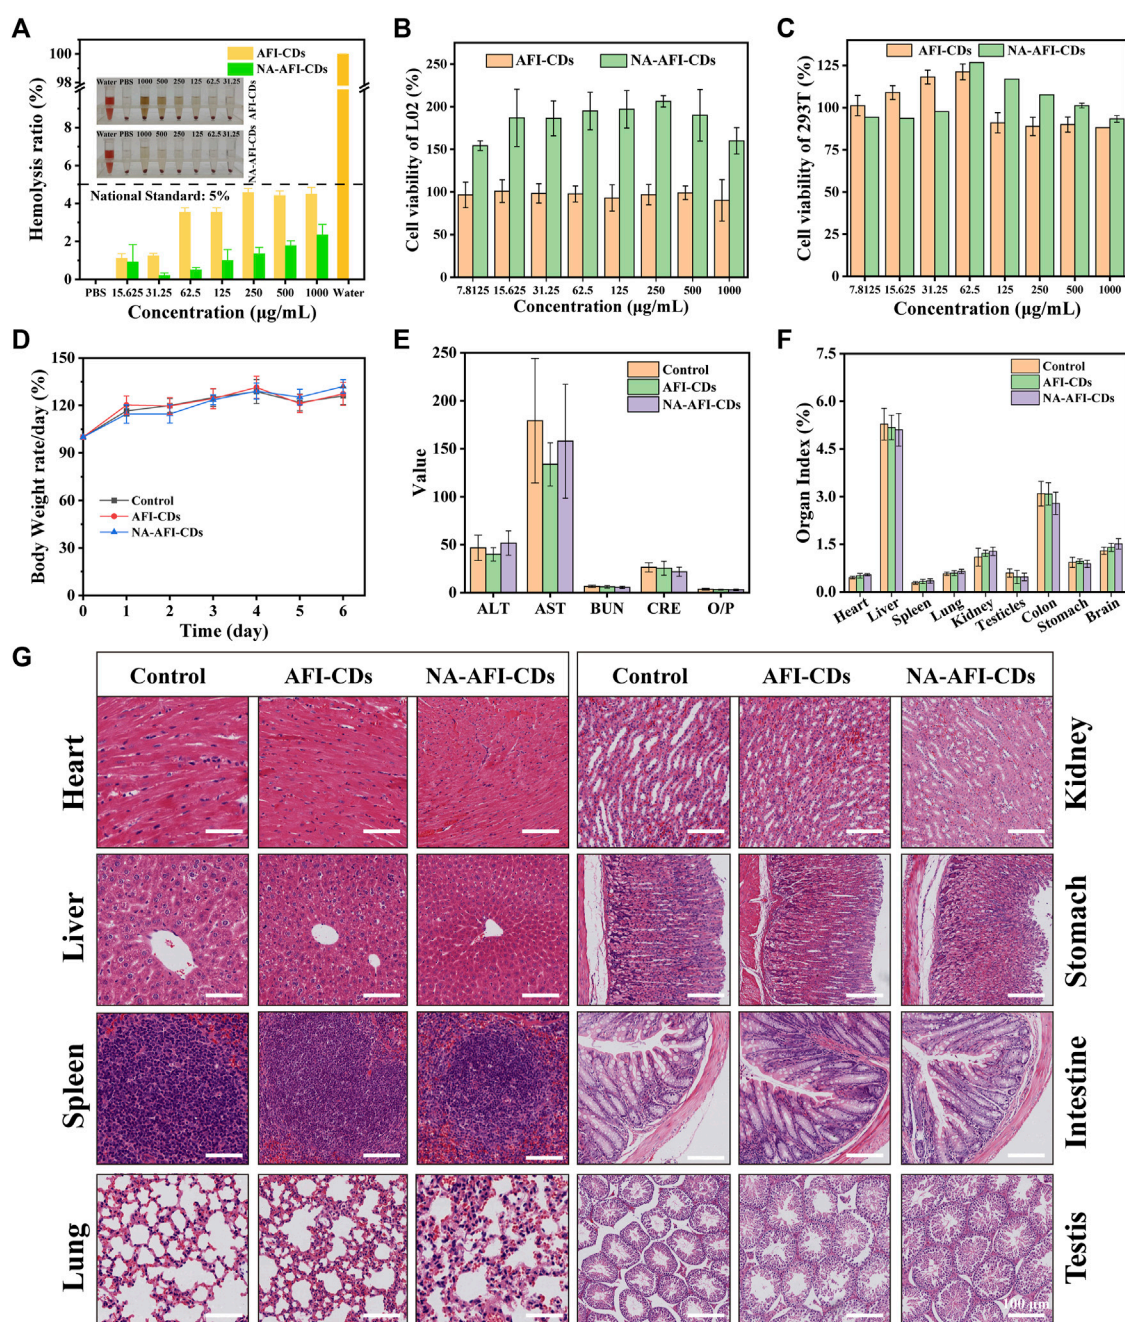 A
Hemolysis ratio (%)
100
98
8
6
4
2
0
AFI-CDs
NA-AFI-CDs
Water PBS 1000 500 250 125 62.5 31.25
AFI-CDs
Water PBS 1000 500 250 125 62.5 31.25
NA-AFI-CDs
National Standard: 5%
PBS 15.625 31.25 62.5 125 250 500 1000 Water
Concentration (μg/mL)
B
Cell viability of L02 (%)
250
200
150
100
50
0
AFI-CDs NA-AFI-CDs
7.8125 15.625 31.25 62.5 125 250 500 1000
Concentration (μg/mL)
C
Cell viability of 293T (%)
125
100
75
50
25
0
AFI-CDs NA-AFI-CDs
7.8125 15.625 31.25 62.5 125 250 500 1000
Concentration (μg/mL)
D
Body Weight rate/day (%)
150
120
90
60
30
0
Control
AFI-CDs
NA-AFI-CDs
0 1 2 3 4 5 6
Time (day)
E
Value
250
200
150
100
50
0
Control
AFI-CDs
NA-AFI-CDs
ALT AST BUN CRE O/P
F
Organ Index (%)
7.5
6.0
4.5
3.0
1.5
0.0
Control
AFI-CDs
NA-AFI-CDs
Heart Liver Spleen Lung Kidney Testicles Colon Stomach Brain
G
Control AFI-CDs NA-AFI-CDs Control AFI-CDs NA-AFI-CDs
Heart
Kidney
Liver
Stomach
Spleen
Intestine
Lung
Testis
100 μm